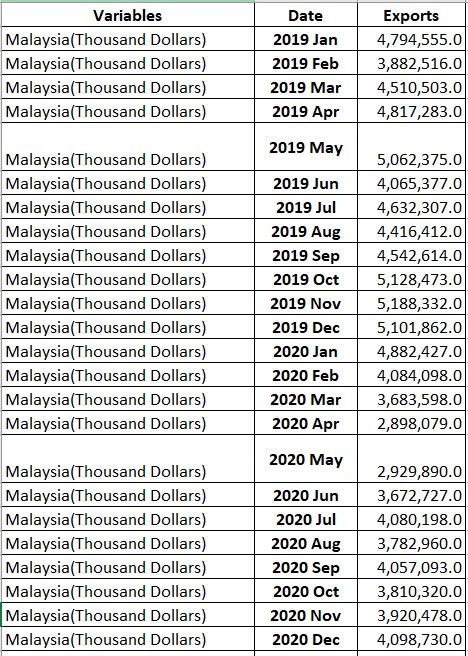 Variables Date Exports
Malaysia(Thousand Dollars) 2019 Jan 4,794,555.0
Malaysia(Thousand Dollars) 2019 Feb 3,882,516.0
Malaysia(Thousand Dollars) 2019 Mar 4,510,503.0
Malaysia(Thousand Dollars) 2019 Apr 4,817,283.0
Malaysia(Thousand Dollars) 2019 May 5,062,375.0
Malaysia(Thousand Dollars) 2019 Jun 4,065,377.0
Malaysia(Thousand Dollars) 2019 Jul 4,632,307.0
Malaysia(Thousand Dollars) 2019 Aug 4,416,412.0
Malaysia(Thousand Dollars) 2019 Sep 4,542,614.0
Malaysia(Thousand Dollars) 2019 Oct 5,128,473.0
Malaysia(Thousand Dollars) 2019 Nov 5,188,332.0
Malaysia(Thousand Dollars) 2019 Dec 5,101,862.0
Malaysia(Thousand Dollars) 2020 Jan 4,882,427.0
Malaysia(Thousand Dollars) 2020 Feb 4,084,098.0
Malaysia(Thousand Dollars) 2020 Mar 3,683,598.0
Malaysia(Thousand Dollars) 2020 Apr 2,898,079.0
Malaysia(Thousand Dollars) 2020 May 2,929,890.0
Malaysia(Thousand Dollars) 2020 Jun 3,672,727.0
Malaysia(Thousand Dollars) 2020 Jul 4,080,198.0
Malaysia(Thousand Dollars) 2020 Aug 3,782,960.0
Malaysia(Thousand Dollars) 2020 Sep 4,057,093.0
Malaysia(Thousand Dollars) 2020 Oct 3,810,320.0
Malaysia(Thousand Dollars) 2020 Nov 3,920,478.0
Malaysia(Thousand Dollars) 2020 Dec 4,098,730.0